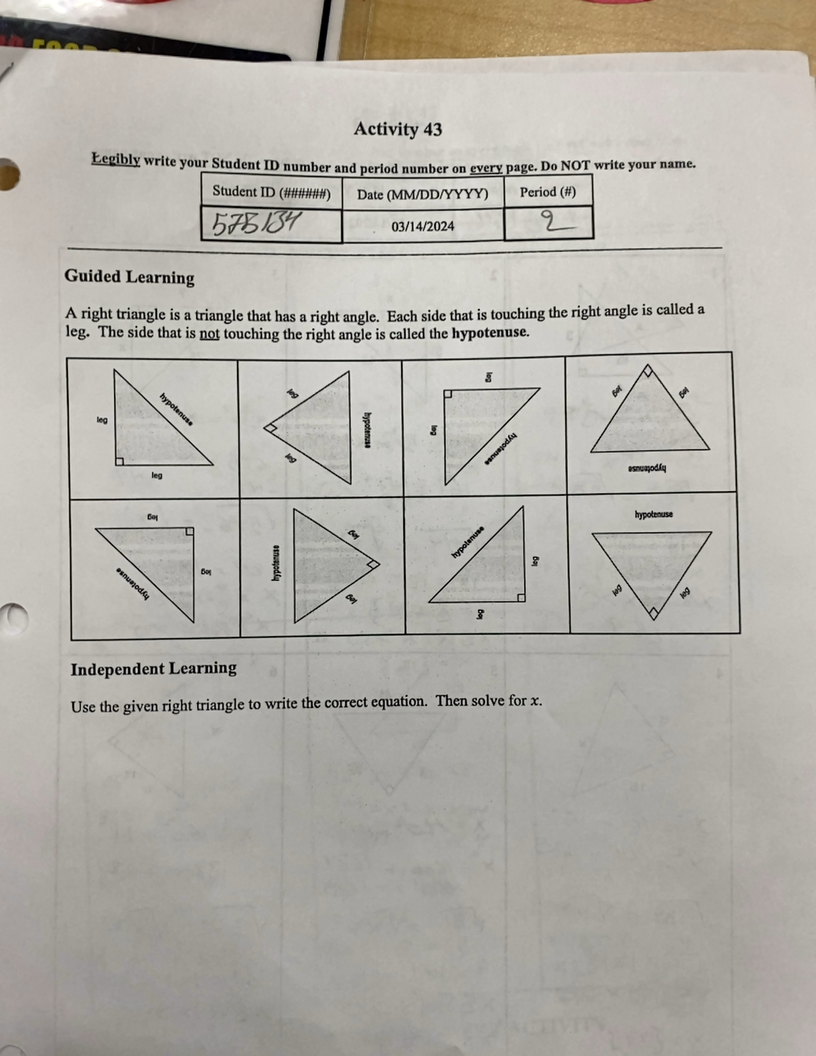 Activity 43
Legibly write your Student ID number and period number on every page. Do NOT write your name.
Student ID (######) Date (MM/DD/YYYY) Period (#)
575134 03/14/2024 2
Guided Learning
A right triangle is a triangle that has a right angle. Each side that is touching the right angle is called a
leg. The side that is not touching the right angle is called the hypotenuse.
leg hypotenuse leg
leg hypotenuse leg
leg leg hypotenuse
leg leg hypotenuse
leg leg hypotenuse
hypotenuse leg leg
hypotenuse leg leg
hypotenuse leg leg
Independent Learning
Use the given right triangle to write the correct equation. Then solve for x.